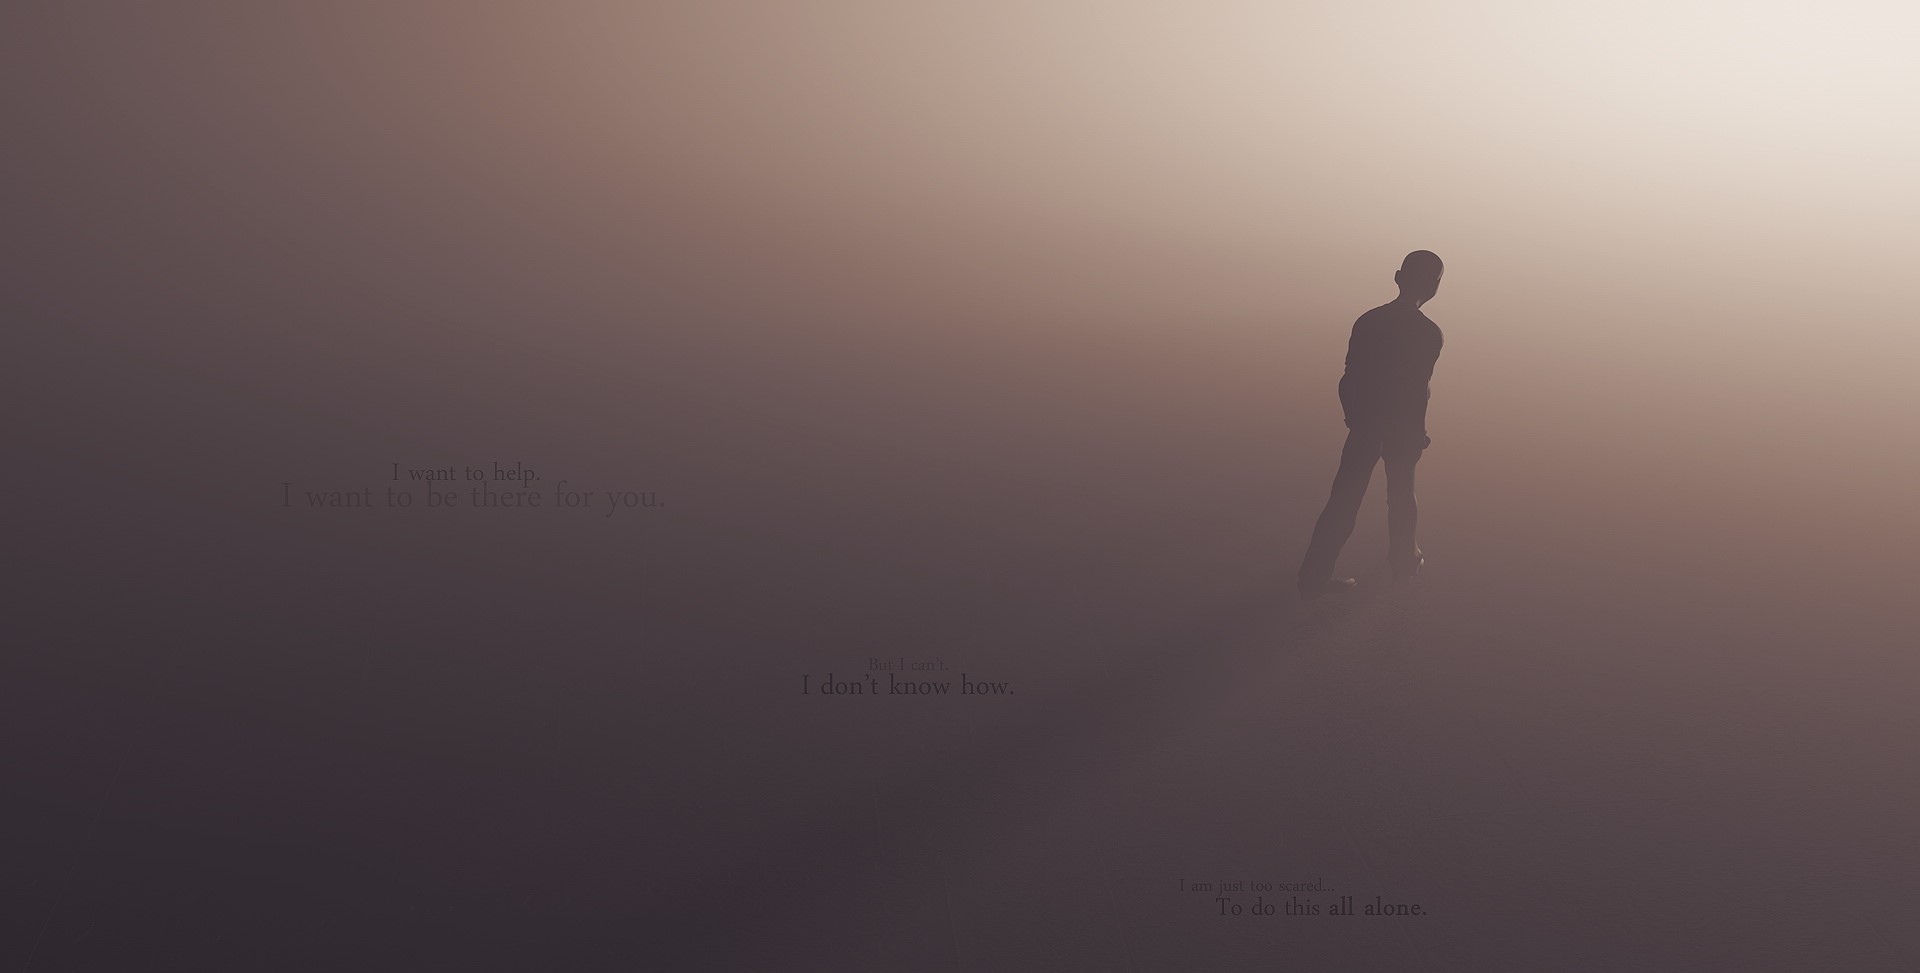 I want to help.
I want to be there for you.
But I can't.
I don't know how.
I am just too scared...
To do this all alone.